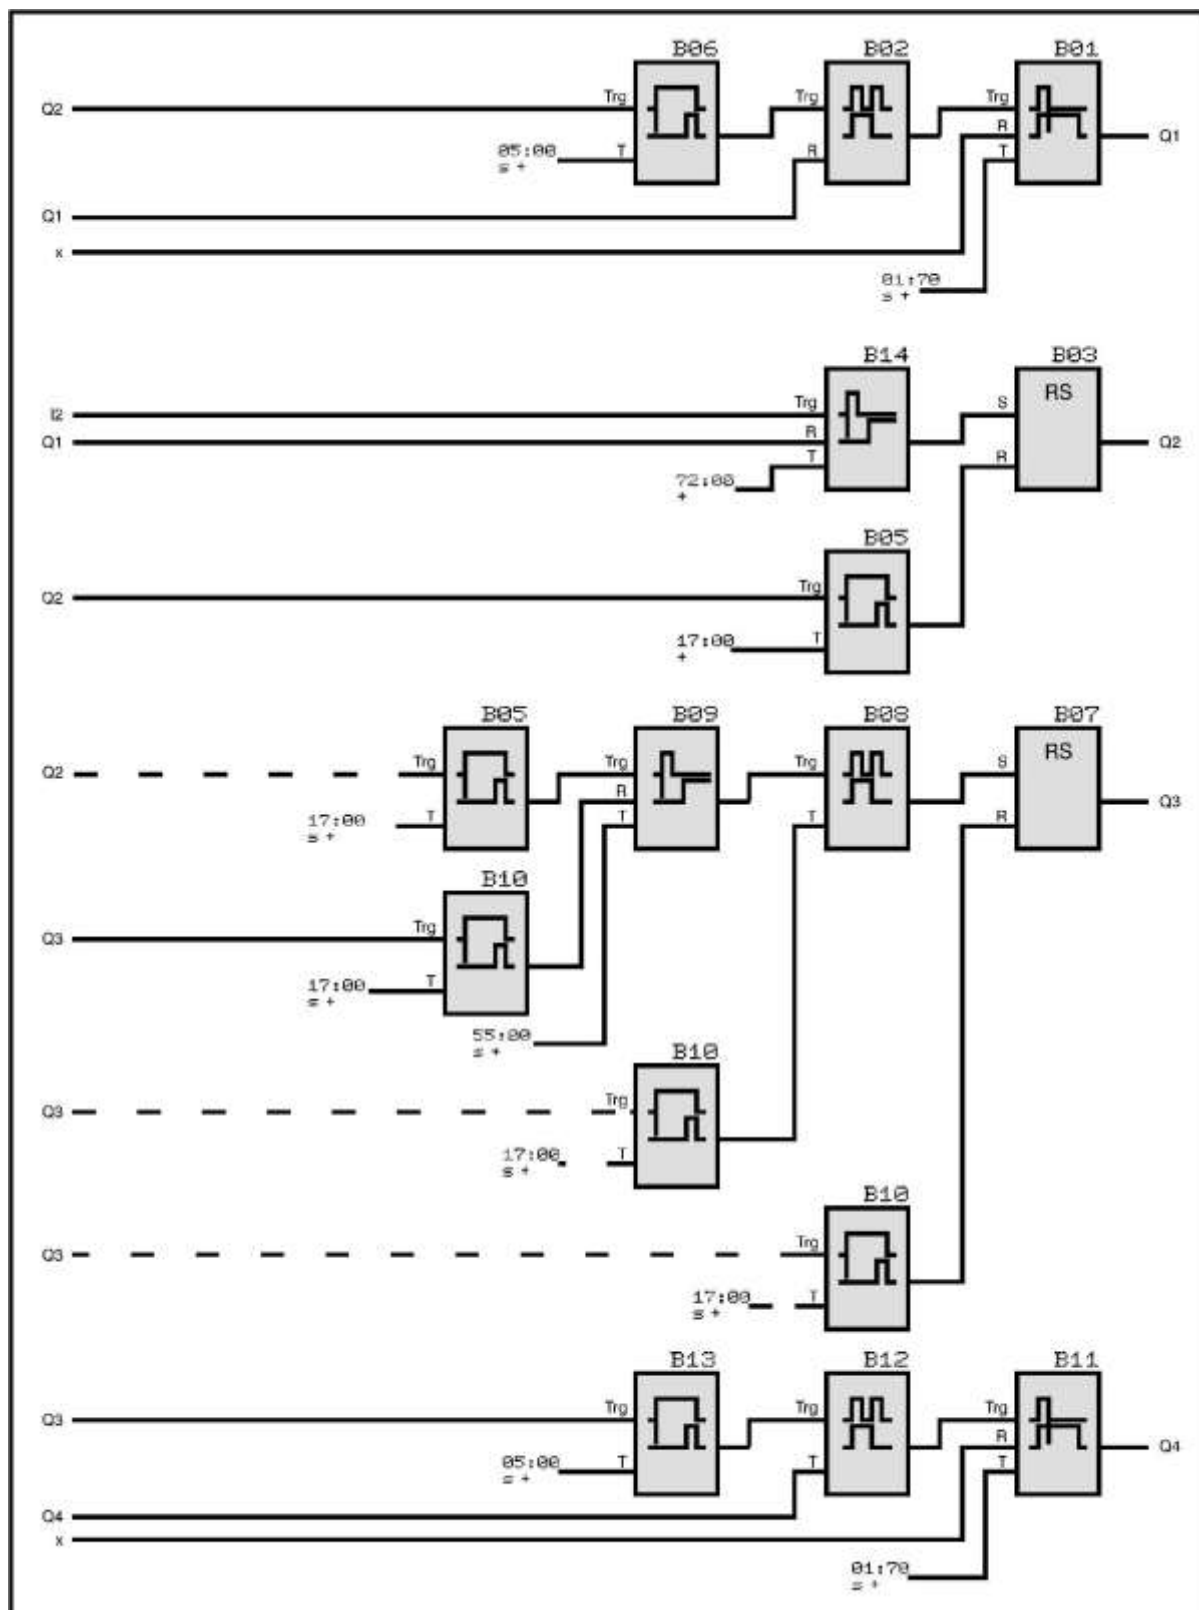 B06 B02 B01
Q2 Trg Trg Trg
R Q1
05:00 T R T
s +
Q1
x
01:70
s +
B14 B03
RS
I2 Trg S
Q1 R Q2
T R
72:00
+
B05
Q2 Trg
17:00 T
+
B05 B09 B08 B07
RS
Q2 Trg Trg Trg S
R Q3
17:00 T T T R
s +
B10
Q3 Trg
17:00 T
s +
55:00
s +
B10
Q3 Trg
17:00 T
s +
B10
Q3 Trg
17:00 T
s +
B13 B12 B11
Q3 Trg Trg Trg
R Q4
05:00 T T T
s +
Q4
x
01:70
s +